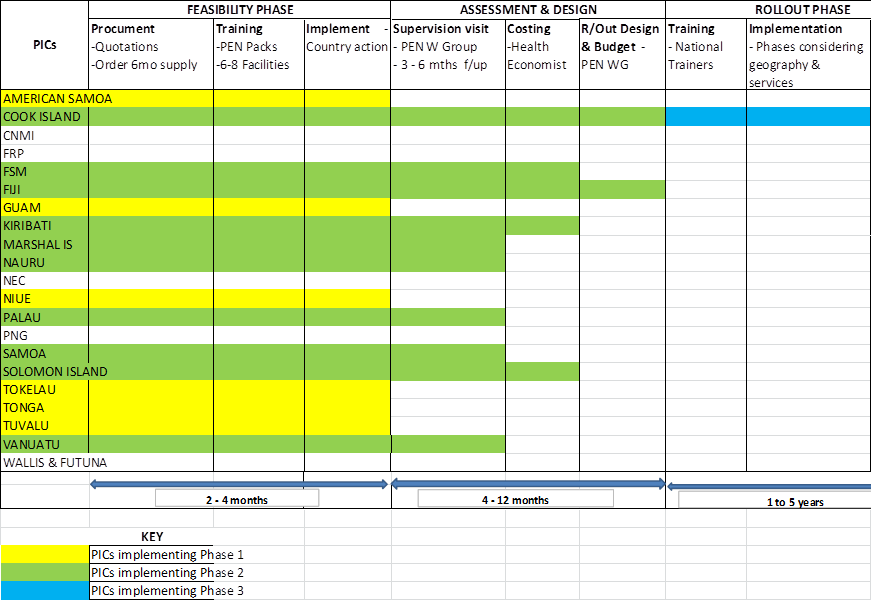 FEASIBILITY PHASE ASSESSMENT & DESIGN ROLLOUT PHASE
PICs
Procument
-Quotations
-Order 6mo supply
Training
-PEN Packs
-6-8 Facilities
Implement -
Country action
Supervision visit
- PEN W Group
- 3 - 6 mths f/up
Costing
-Health
Economist
R/Out Design
& Budget -
PEN WG
Training
- National
Trainers
Implementation
- Phases considering
geography &
services
AMERICAN SAMOA
COOK ISLAND
CNMI
FRP
FSM
FIJI
GUAM
KIRIBATI
MARSHAL IS
NAURU
NEC
NIUE
PALAU
PNG
SAMOA
SOLOMON ISLAND
TOKELAU
TONGA
TUVALU
VANUATU
WALLIS & FUTUNA
2 - 4 months 4 - 12 months 1 to 5 years
KEY
PICs implementing Phase 1
PICs implementing Phase 2
PICs implementing Phase 3